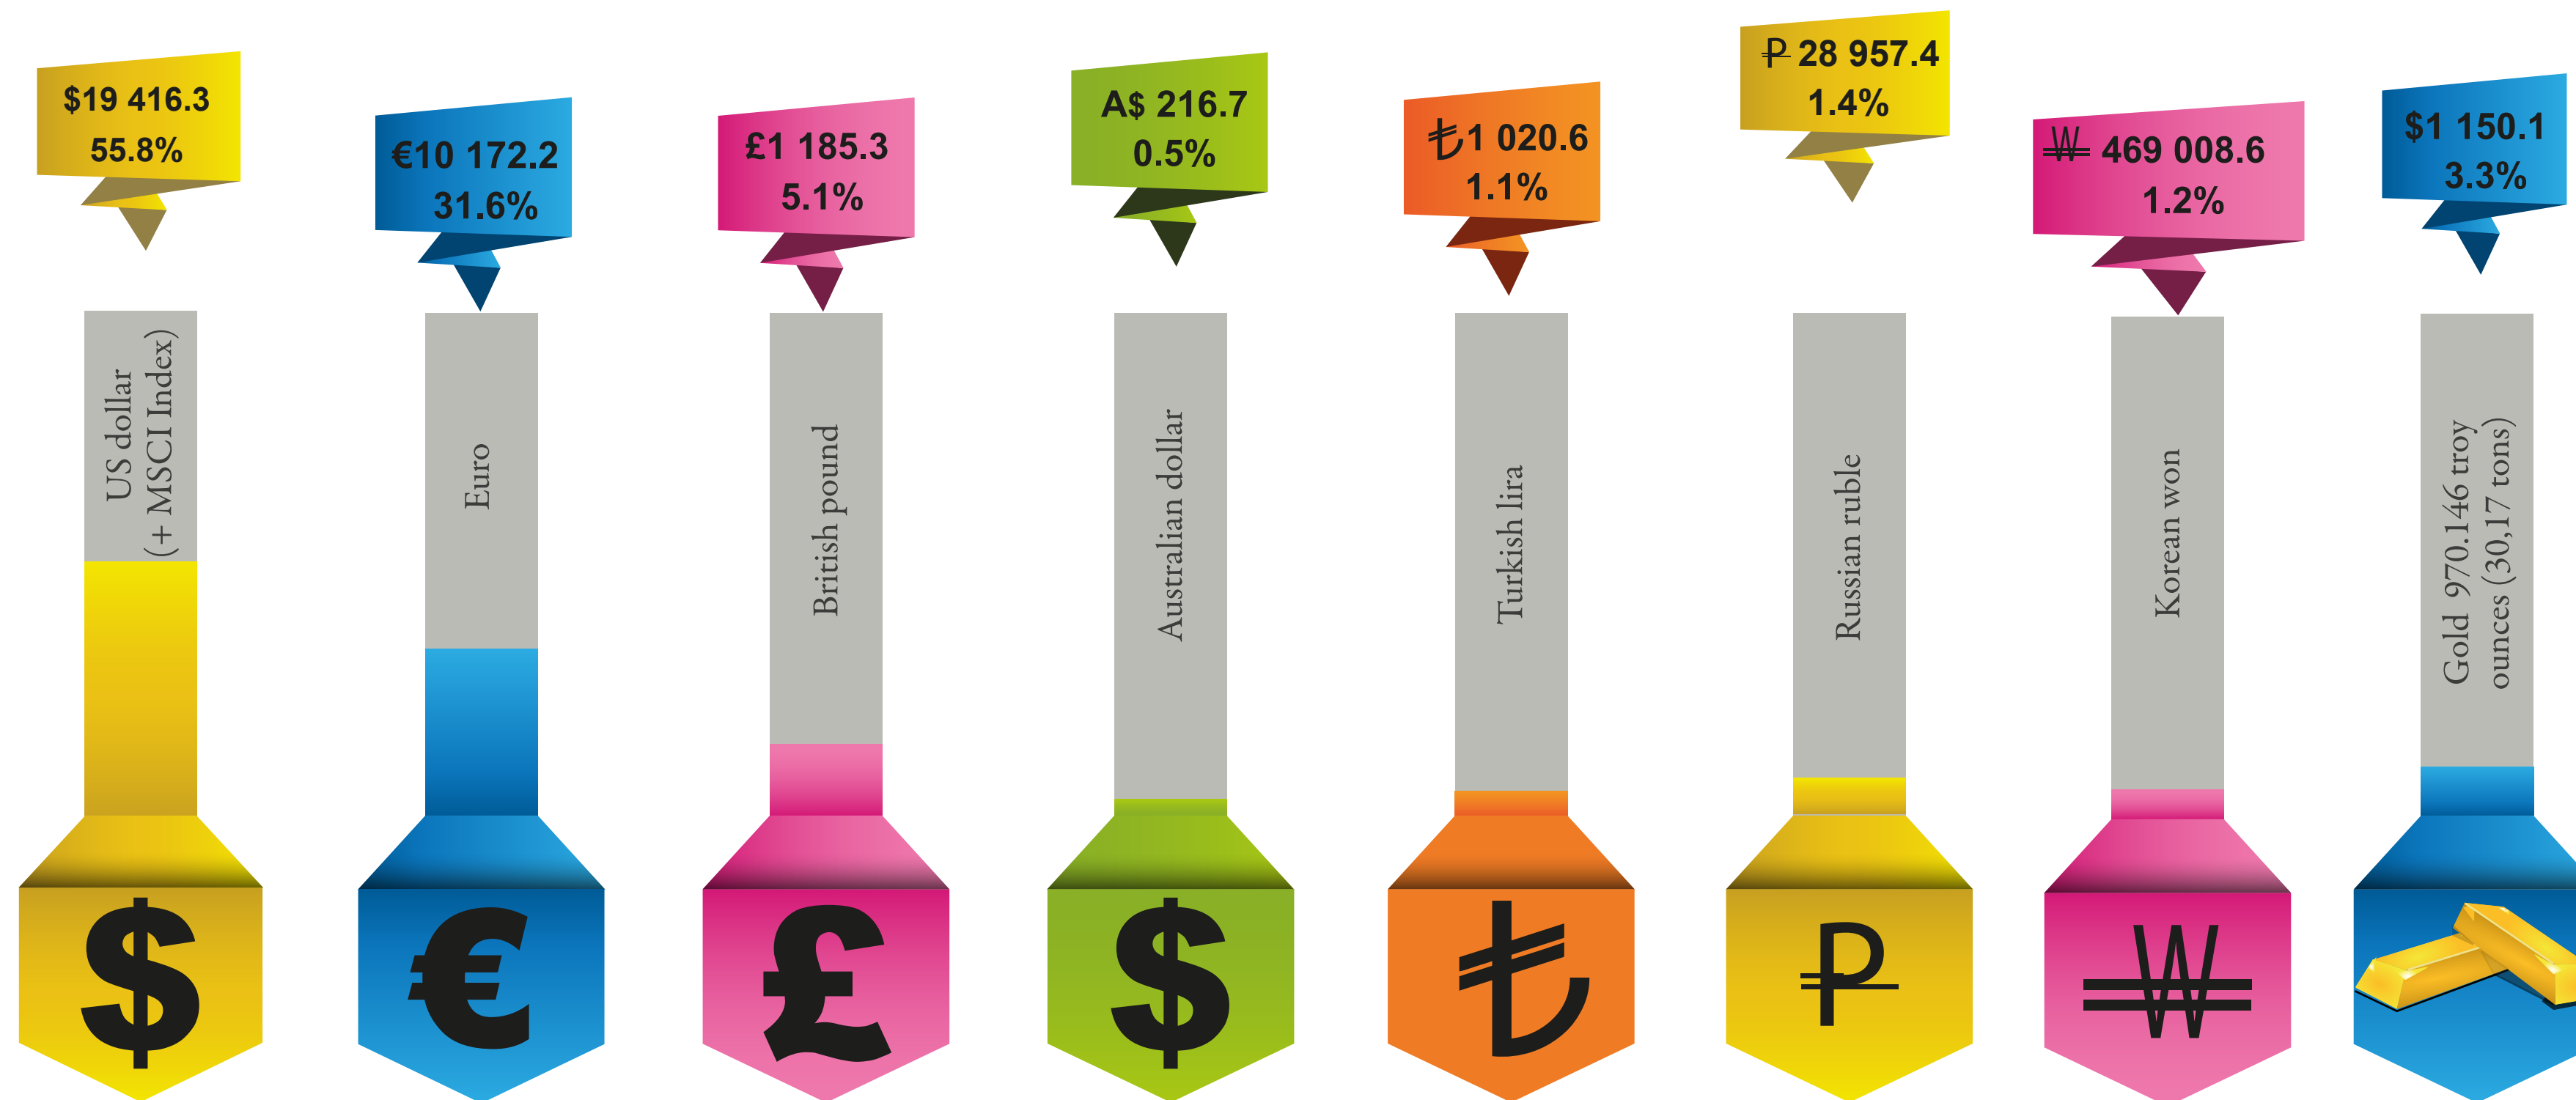 $19 416.3
55.8%
€10 172.2
31.6%
£1 185.3
5.1%
A$ 216.7
0.5%
₺1 020.6
1.1%
₽ 28 957.4
1.4%
₩ 469 008.6
1.2%
$1 150.1
3.3%
US dollar
(+ MSCI Index)
Euro
British pound
Australian dollar
Turkish lira
Russian ruble
Korean won
Gold 970.146 troy
ounces (30,17 tons)
$
€
£
$
₺
₽
₩